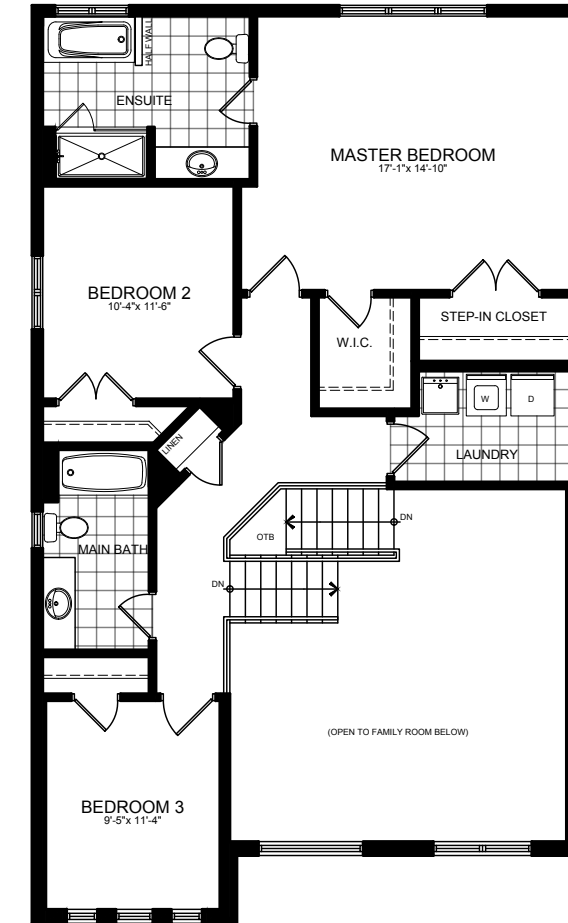 HALF WALL
ENSUITE
MASTER BEDROOM
17'-1"x 14'-10"
BEDROOM 2
10'-4"x 11'-6"
STEP-IN CLOSET
W.I.C.
W
D
LINEN
LAUNDRY
DN
OTB
MAIN BATH
DN
(OPEN TO FAMILY ROOM BELOW)
BEDROOM 3
9'-5"x 11'-4"